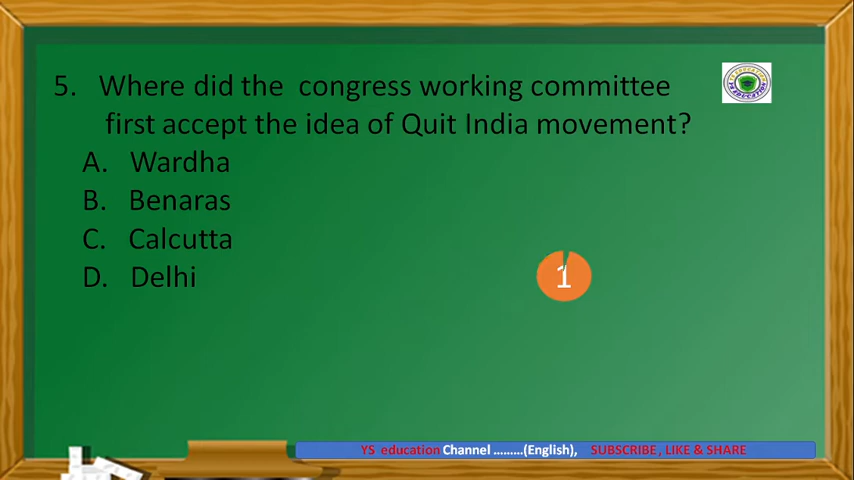 5. Where did the congress working committee
first accept the idea of Quit India movement?
A. Wardha
B. Benaras
C. Calcutta
D. Delhi
1
YS education Channel .........(English), SUBSCRIBE, LIKE & SHARE